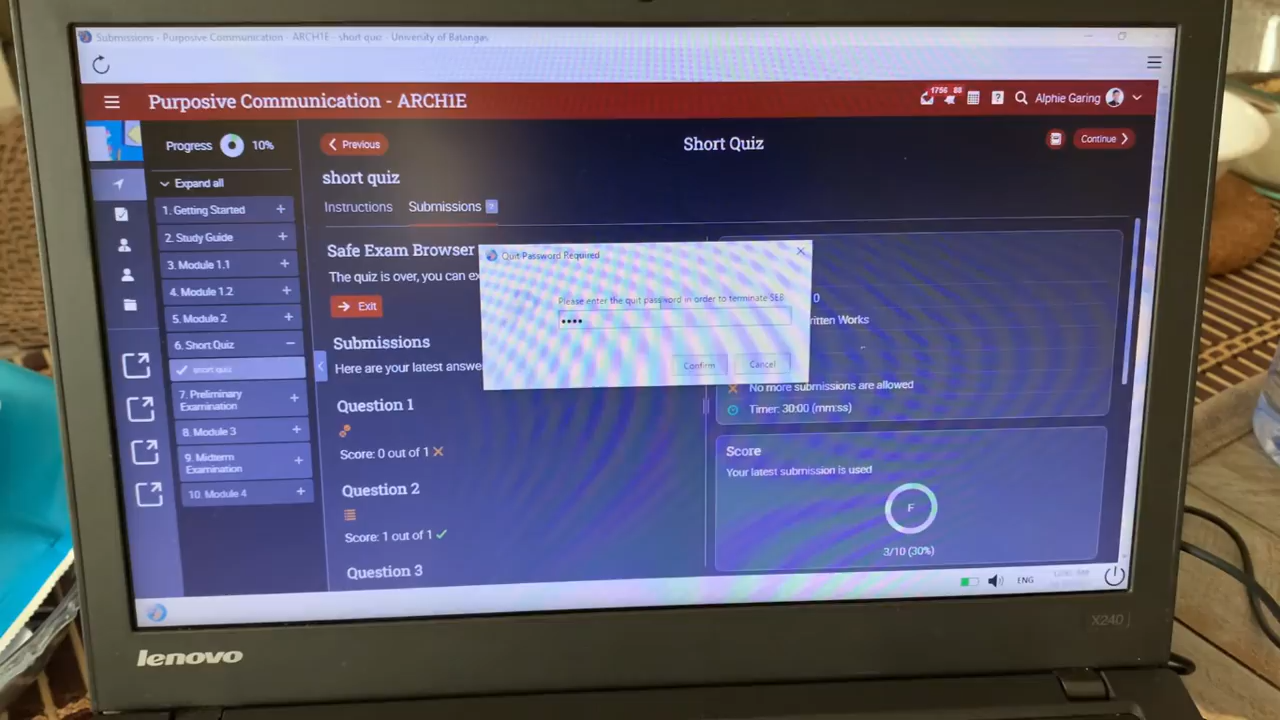 Submissions - Purposive Communication - ARCH1E - short quiz - University of Batangas
Purposive Communication - ARCH1E
1756 88
Alphie Garing
Progress 10%
Expand all
1. Getting Started
2. Study Guide
3. Module 1.1
4. Module 1.2
5. Module 2
6. Short Quiz
short quiz
7. Preliminary
Examination
8. Module 3
9. Midterm
Examination
10. Module 4
Previous
Short Quiz
Continue
short quiz
Instructions
Submissions ?
Safe Exam Browser
The quiz is over, you can
Exit
Submissions
Here are your latest
Question 1
Score: 0 out of 1
Question 2
Score: 1 out of 1
Question 3
Quit Password Required
Please enter the quit password in order to terminate SEB
••••
Confirm
Cancel
0
Works
No more submissions are allowed
Timer: 30:00 (mm:ss)
Score
Your latest submission is used
F
3/10 (30%)
ENG
lenovo
X240